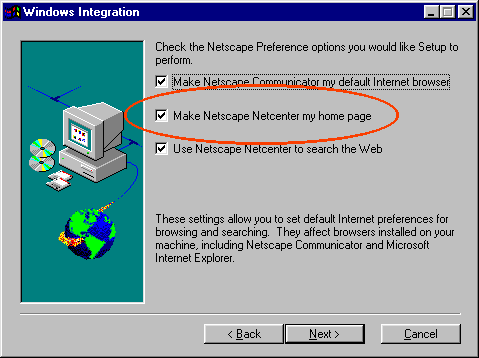 Windows Integration
Check the Netscape Preference options you would like Setup to
perform.
Make Netscape Communicator my default Internet browser
Make Netscape Netcenter my home page
Use Netscape Netcenter to search the Web
These settings allow you to set default Internet preferences for
browsing and searching. They affect browsers installed on your
machine, including Netscape Communicator and Microsoft
Internet Explorer.
< Back
Next >
Cancel